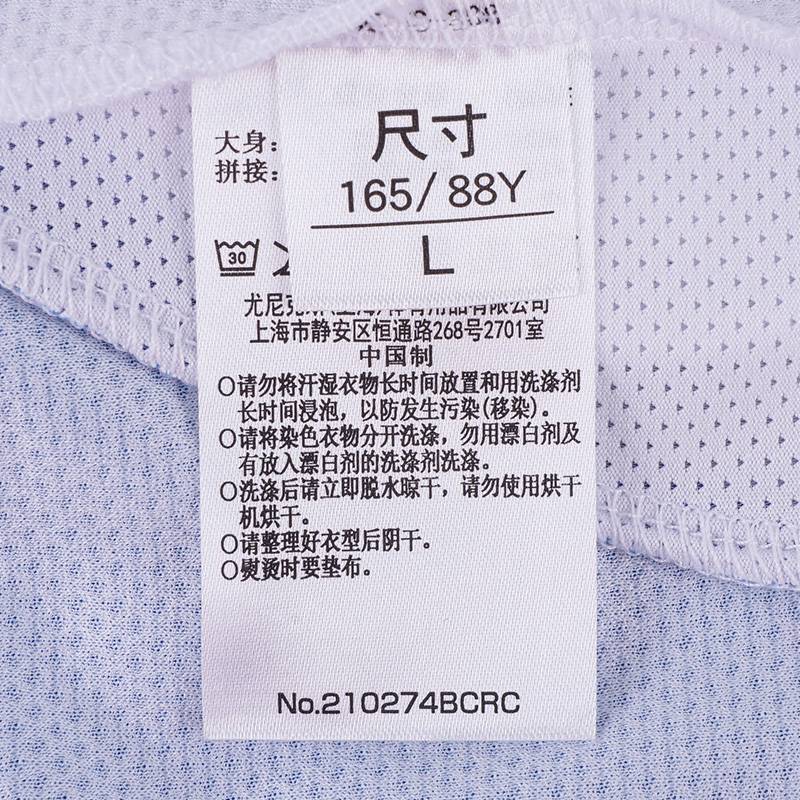 大身:
拼接:
尺寸
165/88Y
L
30
上海市静安区恒通路268号2701室
中国制
○请勿将汗湿衣物长时间放置和用洗涤剂
长时间浸泡，以防发生污染(移染)。
○请将染色衣物分开洗涤，勿用漂白剂及
有放入漂白剂的洗涤剂洗涤。
○洗涤后请立即脱水晾干，请勿使用烘干
机烘干。
○请整理好衣型后阴干。
○熨烫时要垫布。
No.210274BCRC